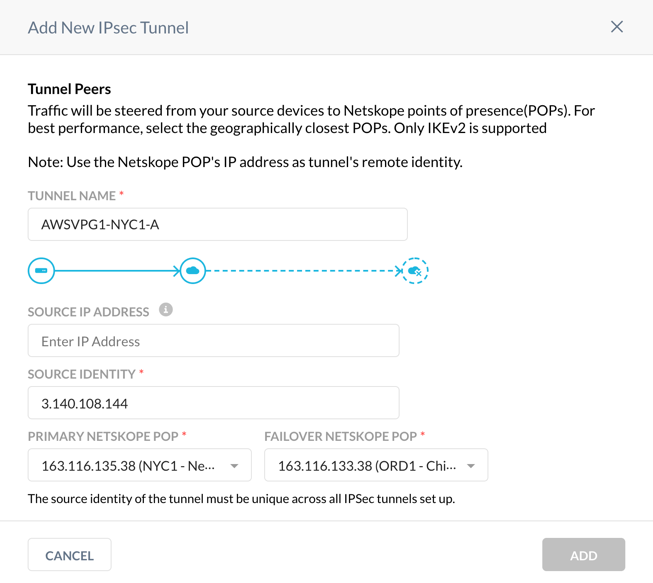 Add New IPsec Tunnel
Tunnel Peers
Traffic will be steered from your source devices to Netskope points of presence(POPs). For
best performance, select the geographically closest POPs. Only IKEv2 is supported
Note: Use the Netskope POP's IP address as tunnel's remote identity.
TUNNEL NAME *
AWSVPG1-NYC1-A
SOURCE IP ADDRESS
Enter IP Address
SOURCE IDENTITY *
3.140.108.144
PRIMARY NETSKOPE POP * FAILOVER NETSKOPE POP *
163.116.135.38 (NYC1 - Ne... 163.116.133.38 (ORD1 - Chi...
The source identity of the tunnel must be unique across all IPSec tunnels set up.
CANCEL ADD